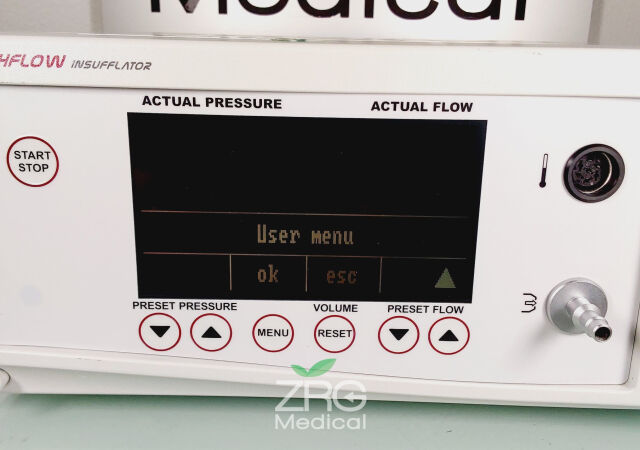 Medical
HFLOW INSUFFLATOR
ACTUAL PRESSURE ACTUAL FLOW
START
STOP
User menu
ok esc
PRESET PRESSURE VOLUME PRESET FLOW
MENU RESET
ZRG
Medical